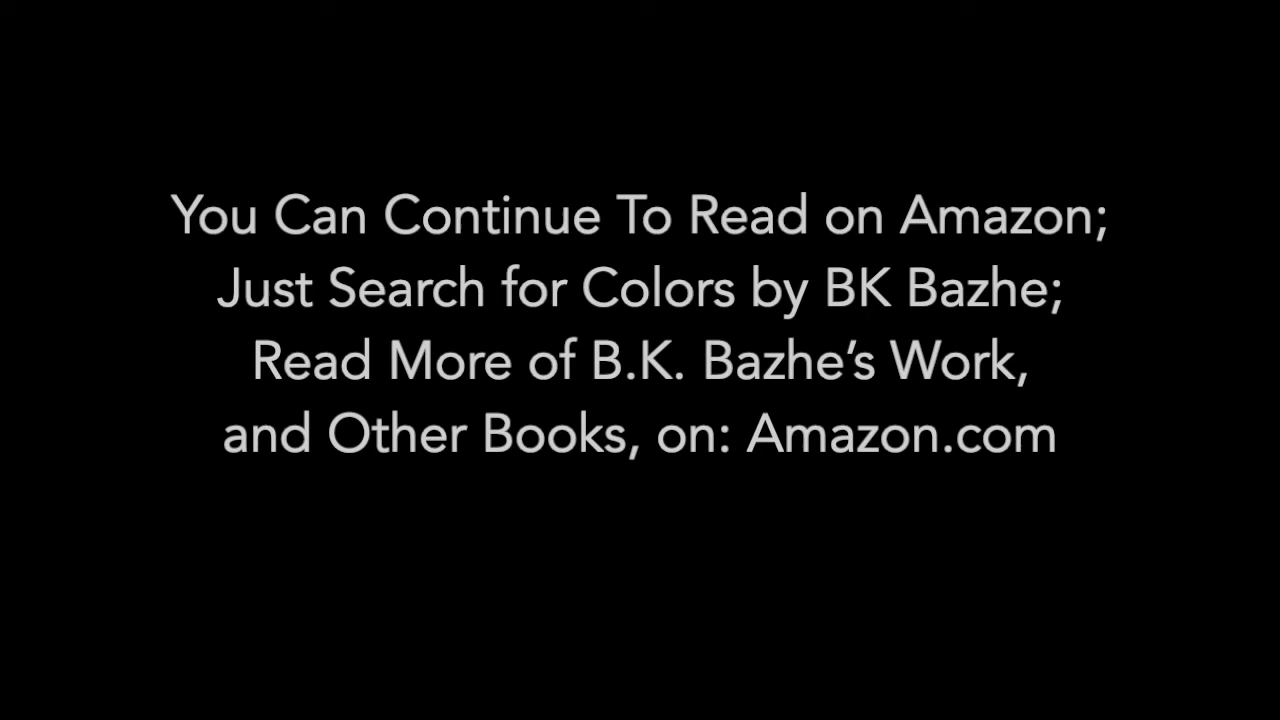 You Can Continue To Read on Amazon;
Just Search for Colors by BK Bazhe;
Read More of B.K. Bazhe’s Work,
and Other Books, on: Amazon.com